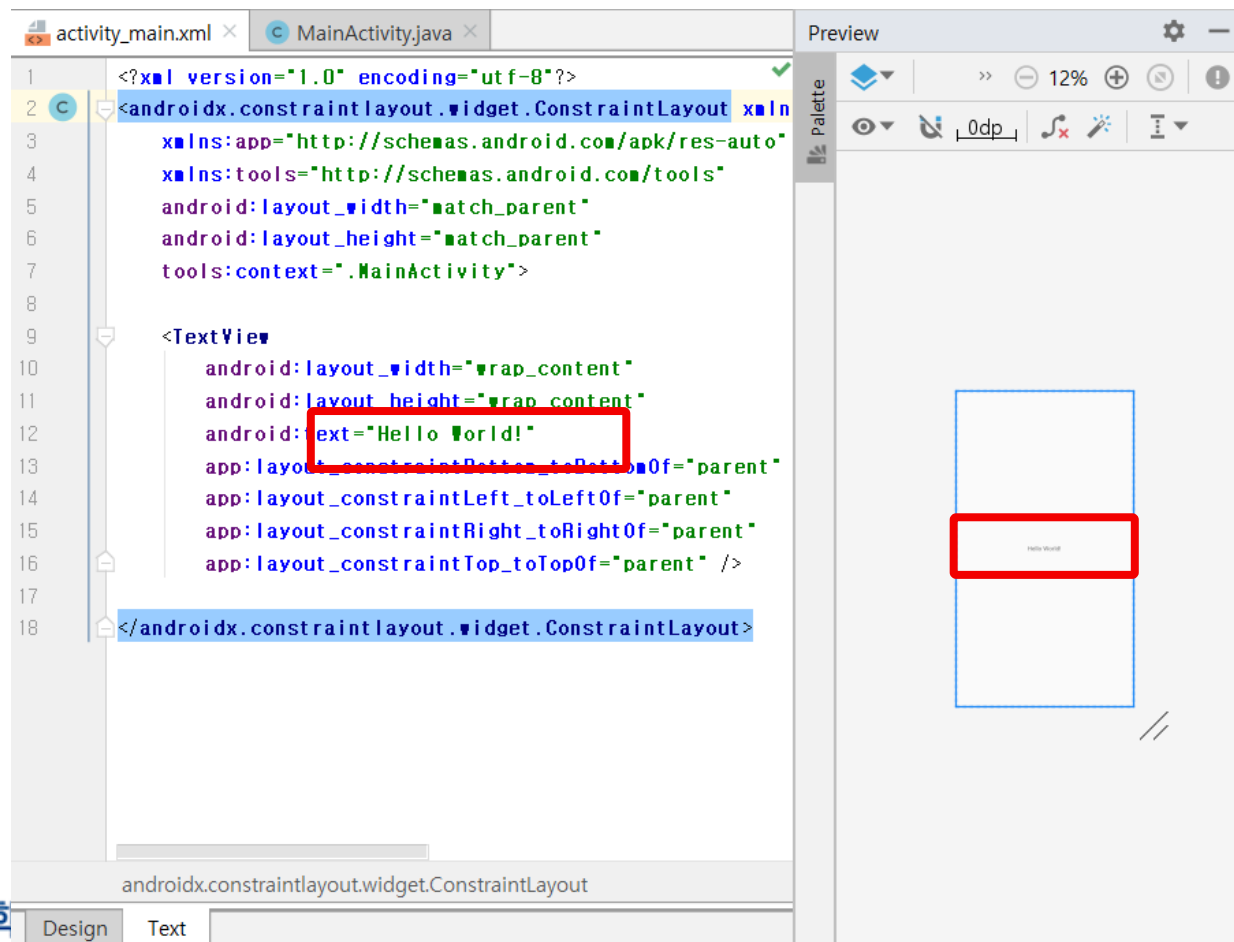 activity_main.xml
MainActivity.java
Preview
1 <?xml version="1.0" encoding="utf-8"?>
2 <androidx.constraintlayout.widget.ConstraintLayout xmln
3 xmlns:app="http://schemas.android.com/apk/res-auto"
4 xmlns:tools="http://schemas.android.com/tools"
5 android:layout_width="match_parent"
6 android:layout_height="match_parent"
7 tools:context=".MainActivity">
8
9 <TextView
10 android:layout_width="wrap_content"
11 android:layout_height="wrap_content"
12 android:text="Hello World!"
13 app:layout_constraintBottom_toBottomOf="parent"
14 app:layout_constraintLeft_toLeftOf="parent"
15 app:layout_constraintRight_toRightOf="parent"
16 app:layout_constraintTop_toTopOf="parent" />
17
18 </androidx.constraintlayout.widget.ConstraintLayout>
androidx.constraintlayout.widget.ConstraintLayout
Design
Text
Palette
12%
0dp
Hello World!